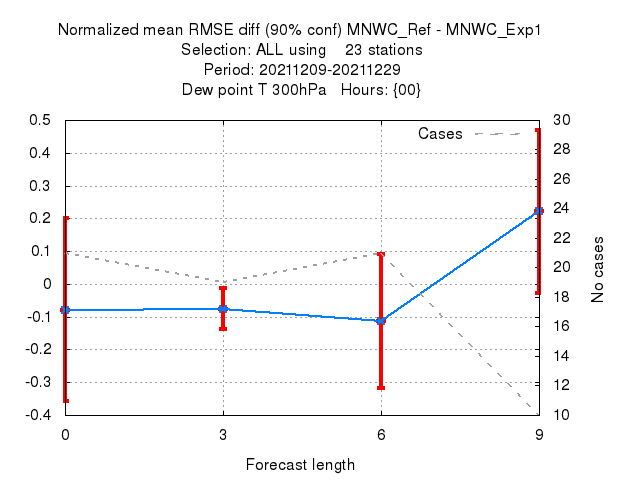 Normalized mean RMSE diff (90% conf) MNWC_Ref - MNWC_Exp1
Selection: ALL using    23 stations
Period: 20211209-20211229
Dew point T 300hPa   Hours: {00}
Cases
0.5
0.4
0.3
0.2
0.1
0
-0.1
-0.2
-0.3
-0.4
30
28
26
24
22
20
18
16
14
12
10
No cases
0 3 6 9
Forecast length